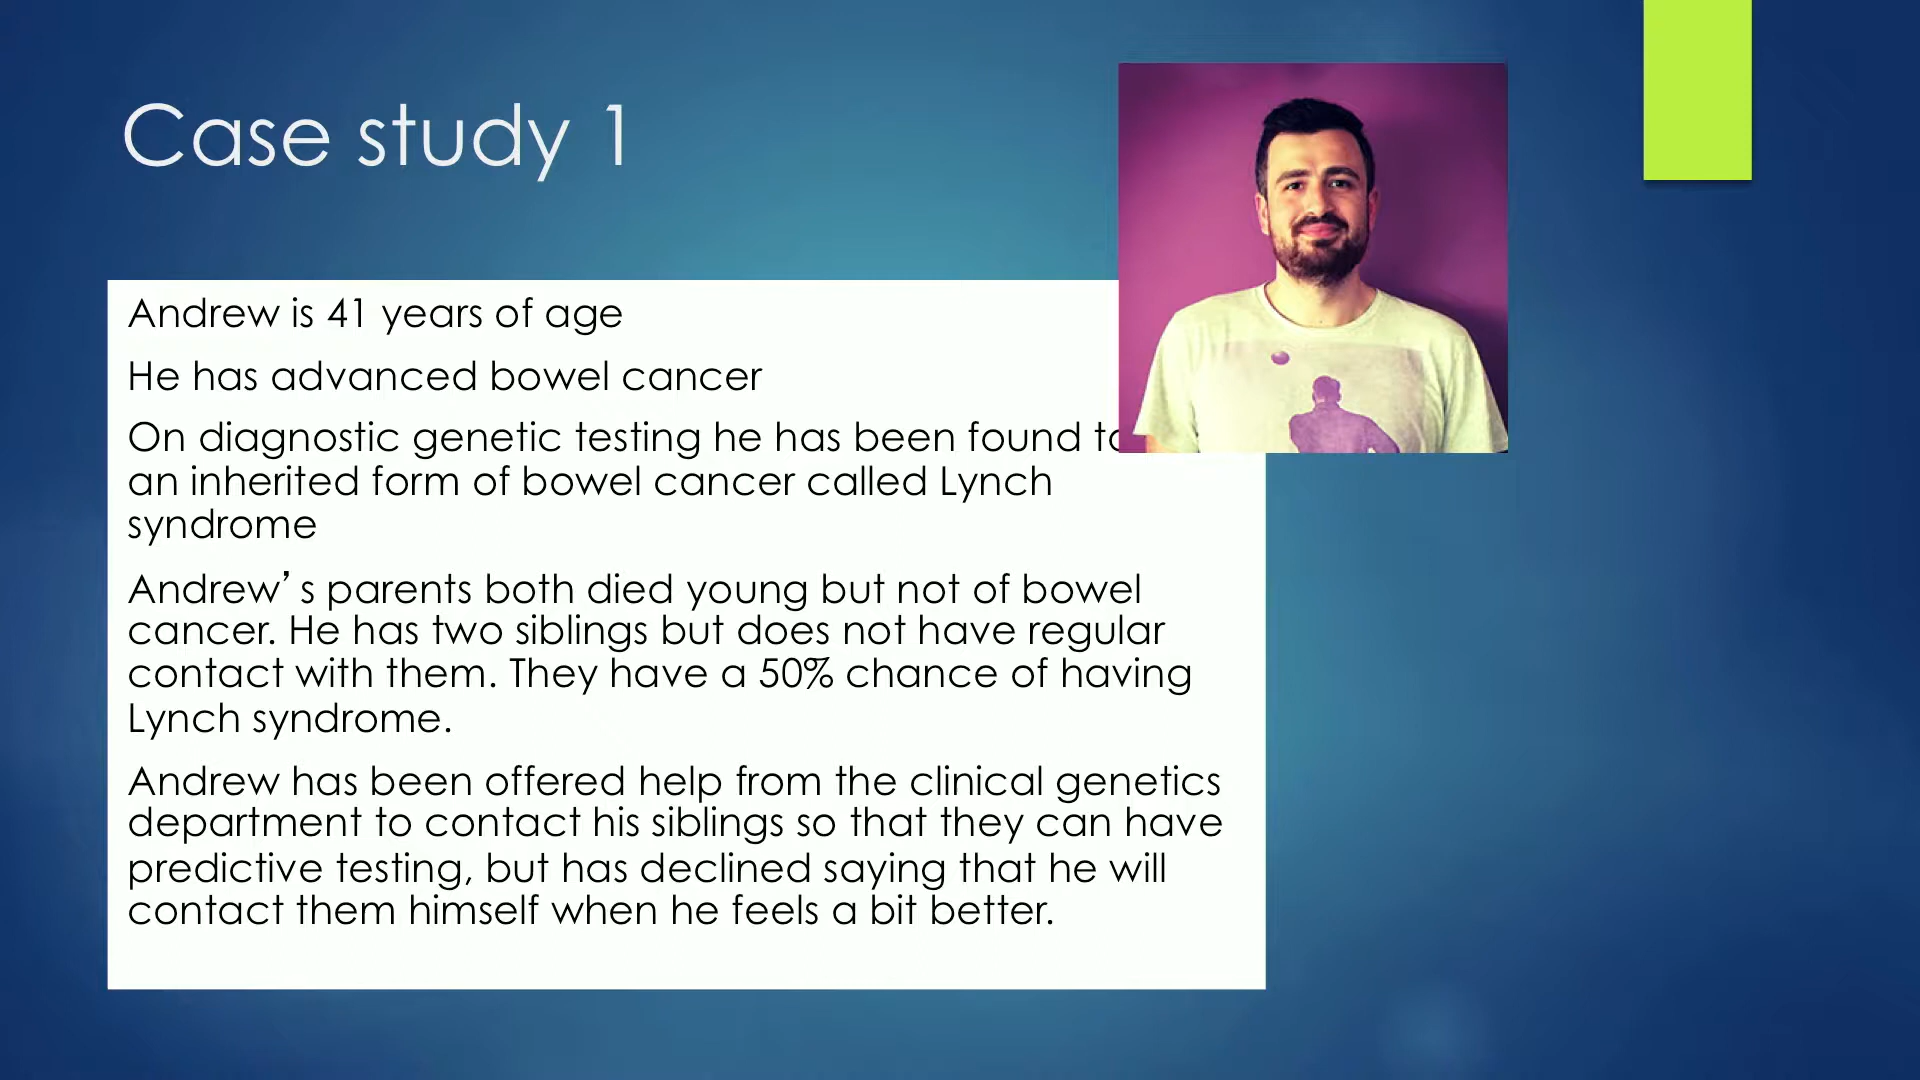 Case study 1
Andrew is 41 years of age
He has advanced bowel cancer
On diagnostic genetic testing he has been found
an inherited form of bowel cancer called Lynch
syndrome
Andrew’s parents both died young but not of bowel
cancer. He has two siblings but does not have regular
contact with them. They have a 50% chance of having
Lynch syndrome.
Andrew has been offered help from the clinical genetics
department to contact his siblings so that they can have
predictive testing, but has declined saying that he will
contact them himself when he feels a bit better.